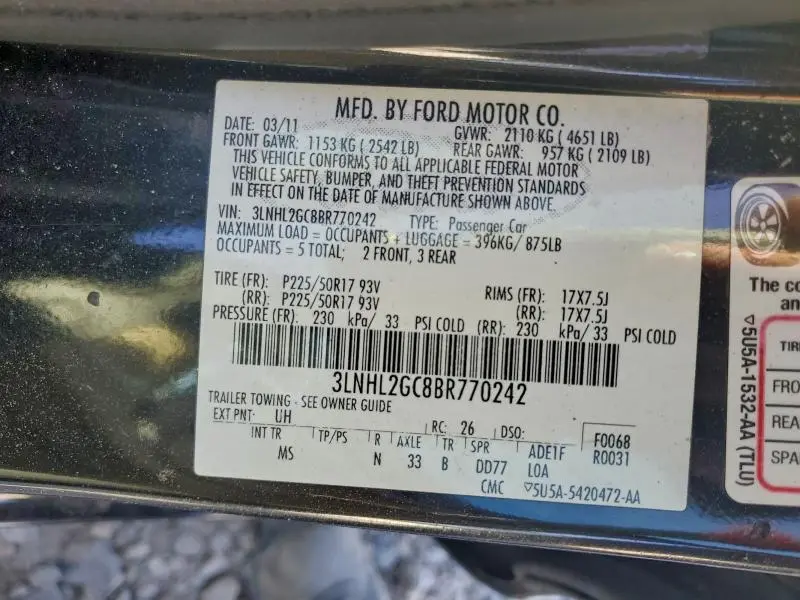 MFD. BY FORD MOTOR CO.
DATE: 03/11 GVWR: 2110 KG ( 4651 LB)
FRONT GAWR: 1153 KG ( 2542 LB) REAR GAWR: 957 KG ( 2109 LB)
THIS VEHICLE CONFORMS TO ALL APPLICABLE FEDERAL MOTOR
VEHICLE SAFETY, BUMPER, AND THEFT PREVENTION STANDARDS
IN EFFECT ON THE DATE OF MANUFACTURE SHOWN ABOVE.
VIN: 3LNHL2GC8BR770242 TYPE: Passenger Car
MAXIMUM LOAD = OCCUPANTS + LUGGAGE = 396KG/ 875LB
OCCUPANTS = 5 TOTAL; 2 FRONT, 3 REAR
TIRE (FR): P225/50R17 93V RIMS (FR): 17X7.5J
(RR): P225/50R17 93V (RR): 17X7.5J
PRESSURE (FR): 230 kPa/ 33 PSI COLD (RR): 230 kPa/ 33 PSI COLD
3LNHL2GC8BR770242
TRAILER TOWING - SEE OWNER GUIDE
EXT PNT: UH RC: 26 DSO: F0068
INT TR TP/PS R AXLE TR SPR ADE1F R0031
MS N 33 B DD77 LOA
CMC ▽5U5A-5420472-AA
The co
an
TIR
FRO
REA
SPA
▽5U5A-1532-AA (TLU)